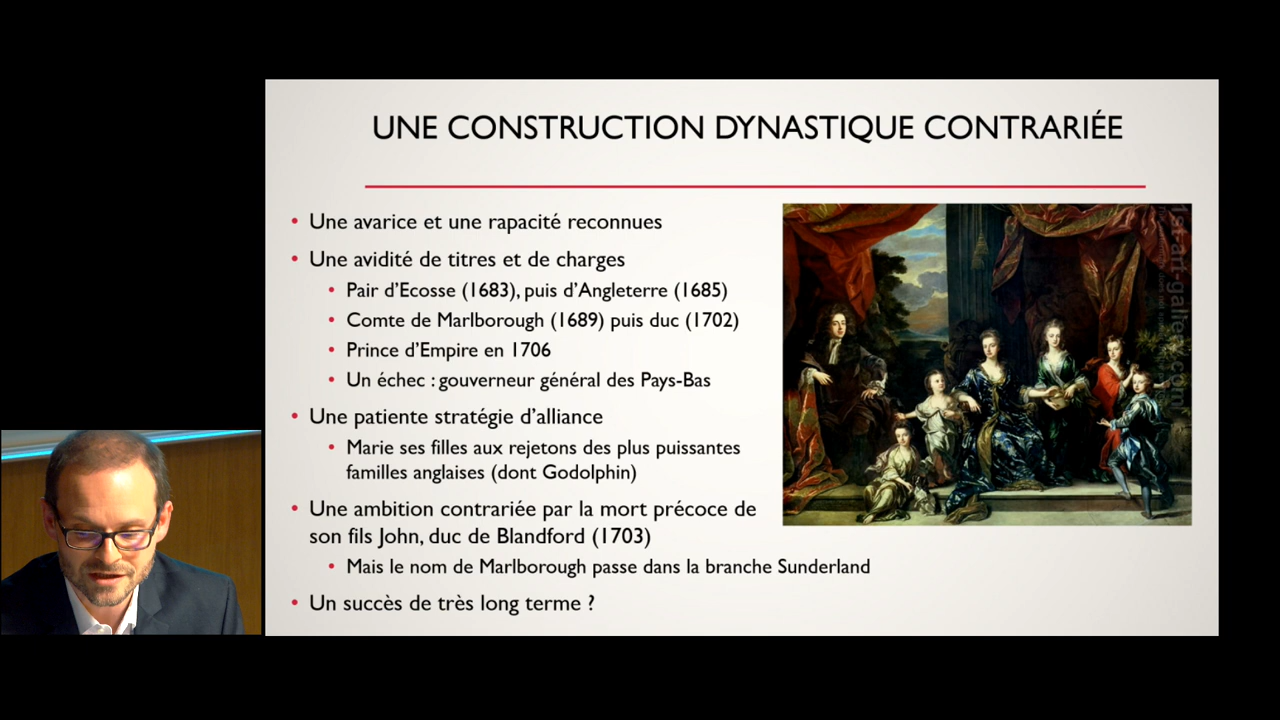 UNE CONSTRUCTION DYNASTIQUE CONTRARIÉE
• Une avarice et une rapacité reconnues
• Une avidité de titres et de charges
• Pair d'Ecosse (1683), puis d'Angleterre (1685)
• Comte de Marlborough (1689) puis duc (1702)
• Prince d'Empire en 1706
• Un échec : gouverneur général des Pays-Bas
• Une patiente stratégie d'alliance
• Marie ses filles aux rejetons des plus puissantes
familles anglaises (dont Godolphin)
• Une ambition contrariée par la mort précoce de
son fils John, duc de Blandford (1703)
• Mais le nom de Marlborough passe dans la branche Sunderland
• Un succès de très long terme ?